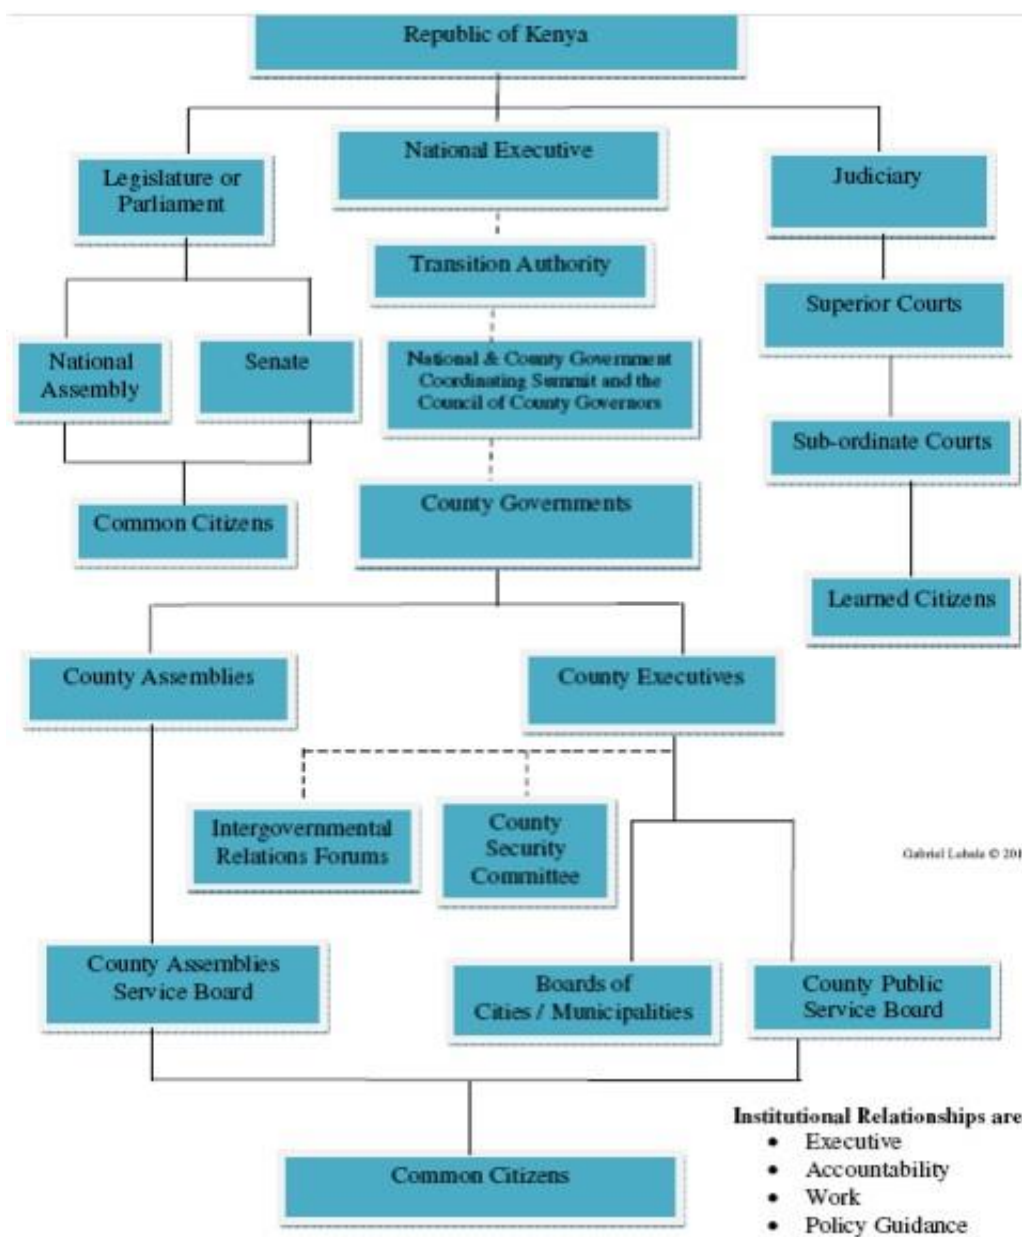 Republic of Kenya
National Executive
Legislature or
Parliament
Judiciary
Transition Authority
Superior Courts
National
Assembly
Senate
National & County Government
Coordinating Summit and the
Council of County Governors
Sub-ordinate Courts
Common Citizens
County Governments
Learned Citizens
County Assemblies
County Executives
Intergovernmental
Relations Forums
County
Security
Committee
Gabriel © 201
County Assemblies
Service Board
Boards of
Cities / Municipalities
County Public
Service Board
Institutional Relationships are
• Executive
• Accountability
• Work
• Policy Guidance
Common Citizens